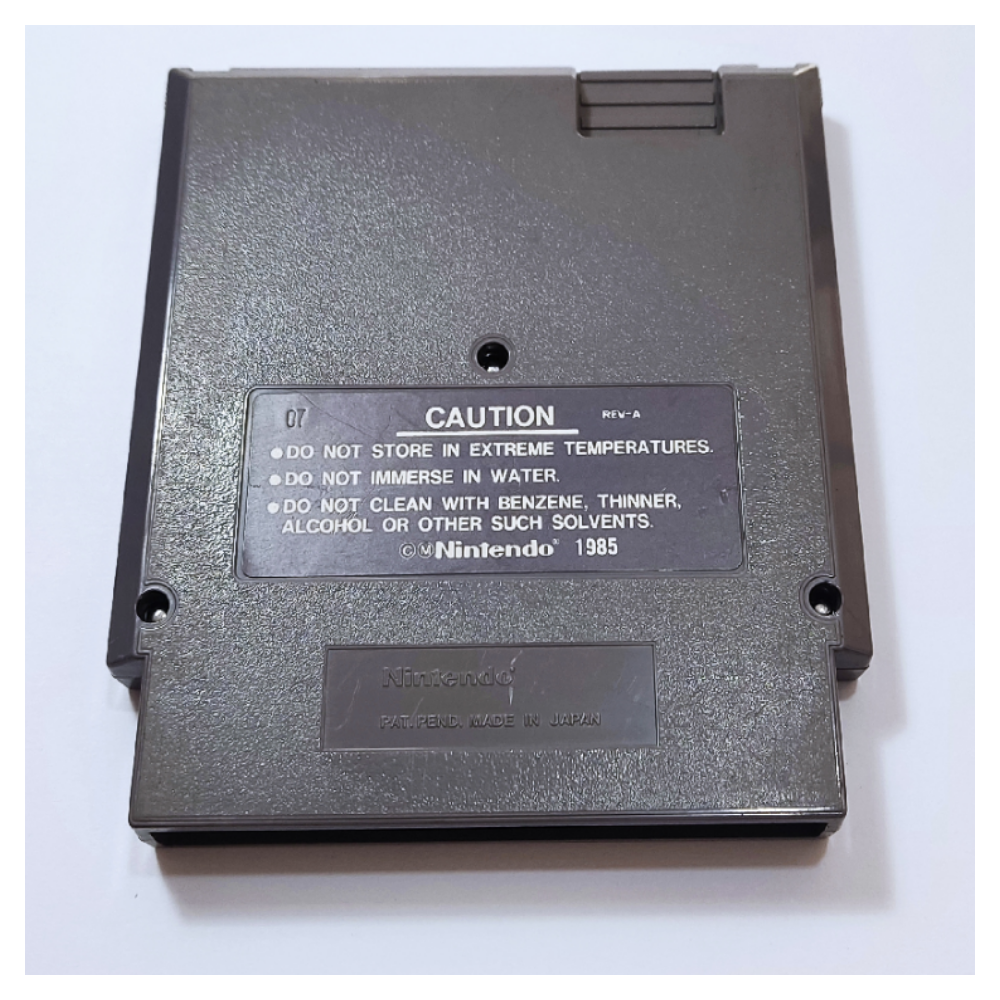 07 CAUTION REV-A
●DO NOT STORE IN EXTREME TEMPERATURES.
●DO NOT IMMERSE IN WATER.
●DO NOT CLEAN WITH BENZENE, THINNER,
ALCOHOL OR OTHER SUCH SOLVENTS.
©ⓂNintendo® 1985
Nintendo®
PAT. PEND. MADE IN JAPAN